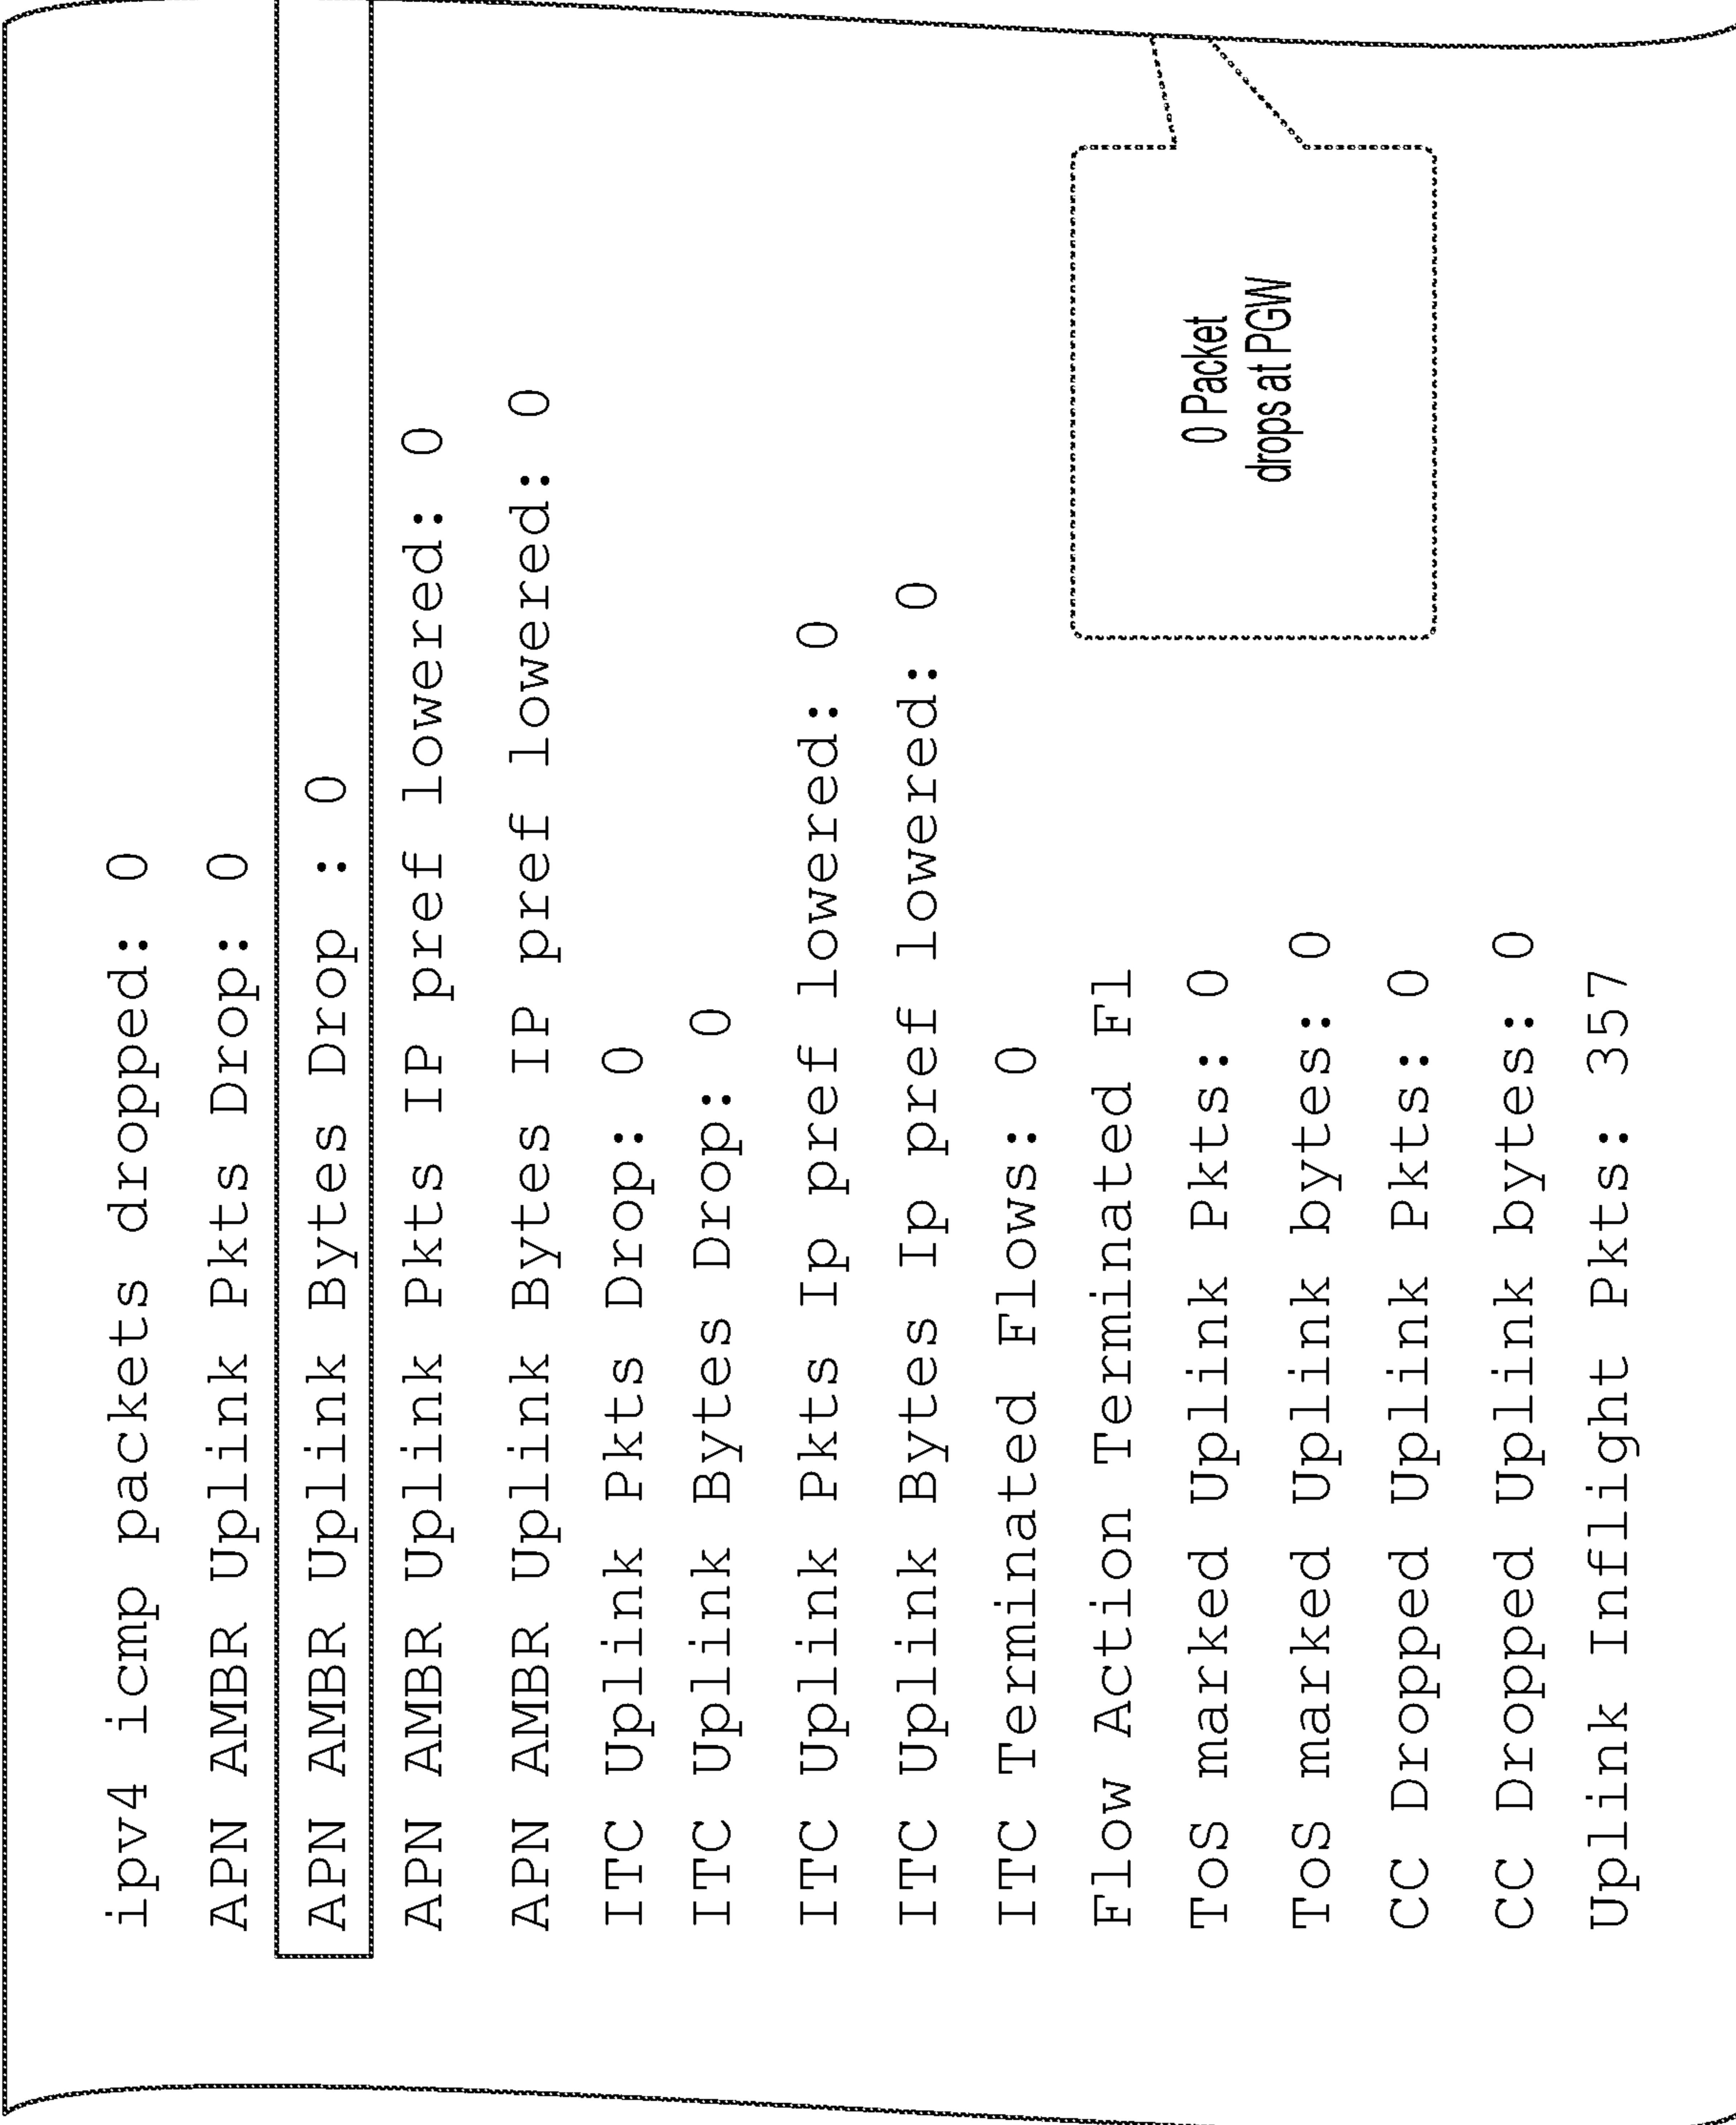 ipv4 icmp packets dropped: 0
APN AMBR Uplink Pkts Drop: 0
APN AMBR Uplink Bytes Drop : 0
APN AMBR Uplink Pkts IP pref lowered: 0
APN AMBR Uplink Bytes IP pref lowered: 0
ITC Uplink Pkts Drop: 0
ITC Uplink Bytes Drop: 0
ITC Uplink Pkts Ip pref lowered: 0
ITC Uplink Bytes Ip pref lowered: 0
ITC Terminated Flows: 0
Flow Action Terminated Fl
ToS marked Uplink Pkts: 0
ToS marked Uplink bytes: 0
CC Dropped Uplink Pkts: 0
CC Dropped Uplink bytes: 0
Uplink Inflight Pkts: 357
0 Packet
drops at PGW